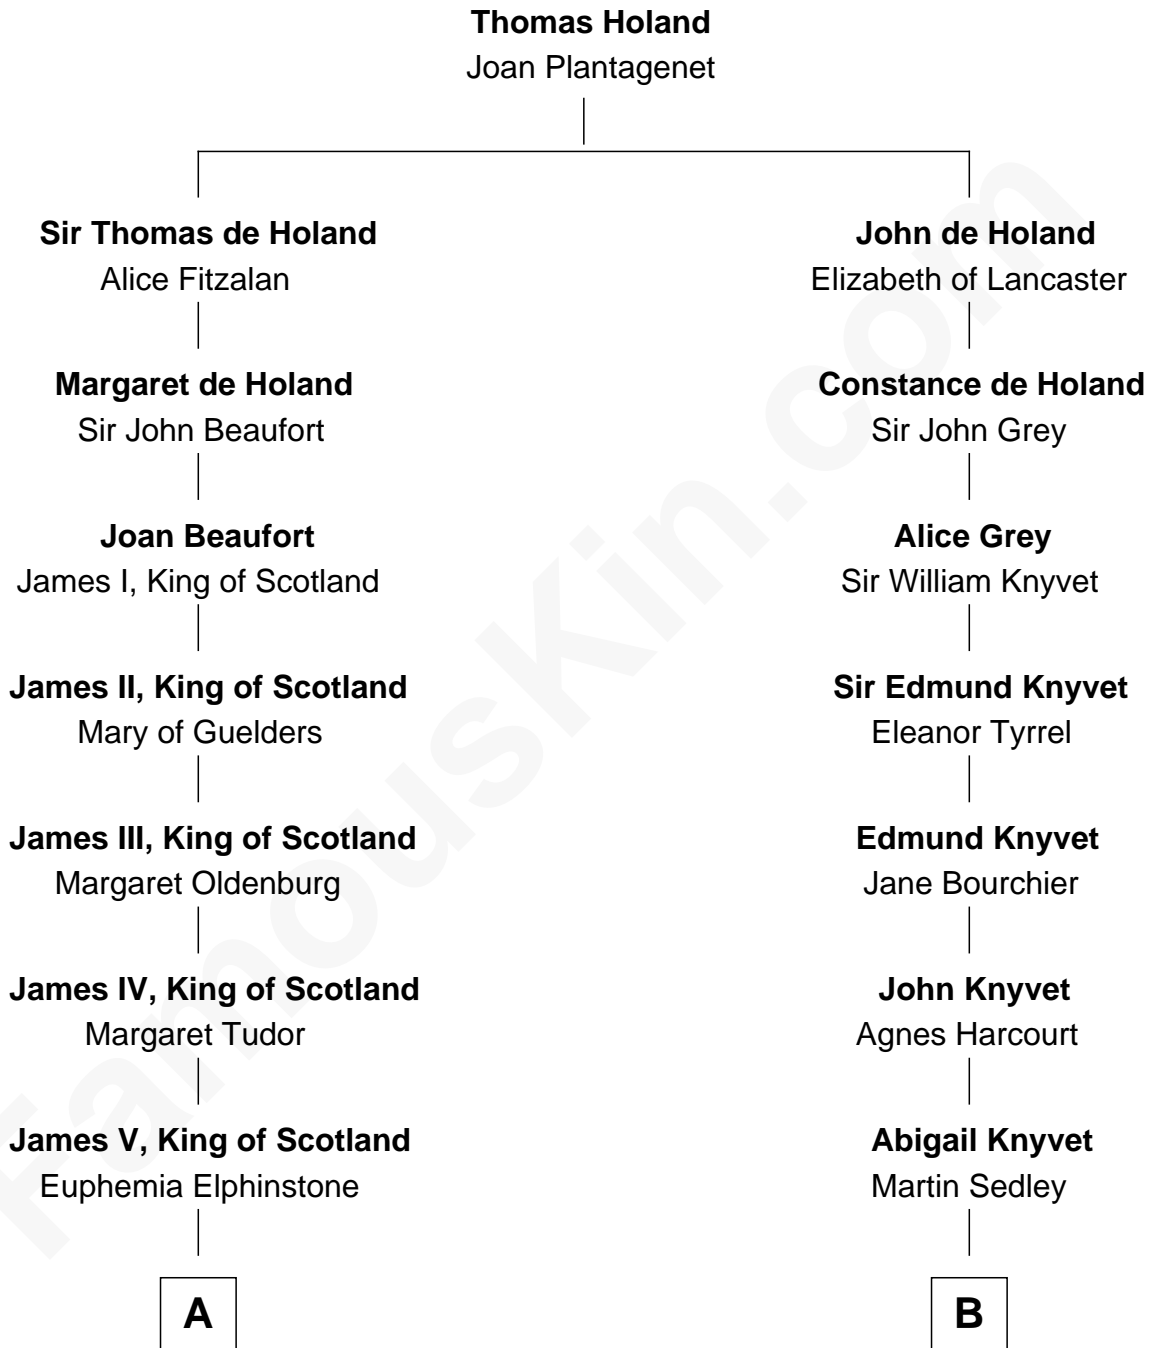 Thomas Holand
Joan Plantagenet
Sir Thomas de Holand
Alice Fitzalan
John de Holand
Elizabeth of Lancaster
Margaret de Holand
Sir John Beaufort
Constance de Holand
Sir John Grey
Joan Beaufort
James I, King of Scotland
Alice Grey
Sir William Knyvet
James II, King of Scotland
Mary of Guelders
Sir Edmund Knyvet
Eleanor Tyrrel
James III, King of Scotland
Margaret Oldenburg
Edmund Knyvet
Jane Bourchier
James IV, King of Scotland
Margaret Tudor
John Knyvet
Agnes Harcourt
James V, King of Scotland
Euphemia Elphinstone
Abigail Knyvet
Martin Sedley
A
B
FamousKin.com